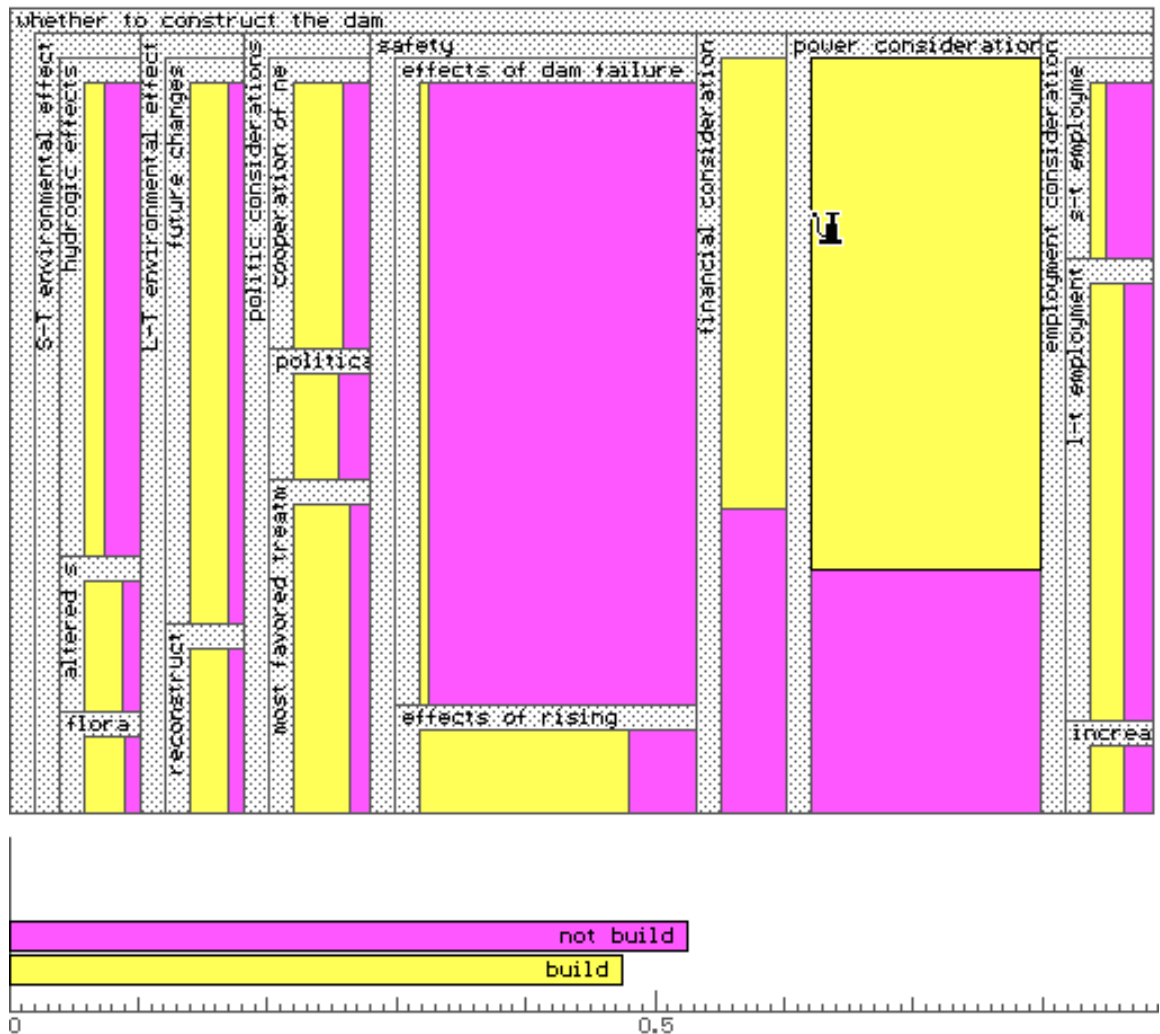 whether to construct the dam
S-T environmental effect
hydrogic effects
altered s
flora
L-T environmental effect
future changes
reconstruct
politic considerations
cooperation of ne
politica
most favored treatm
safety
effects of dam failure
effects of rising
financial consideration
power consideration
employment consideration
s-t employme
l-t employment
increa
not build
build
0
0.5